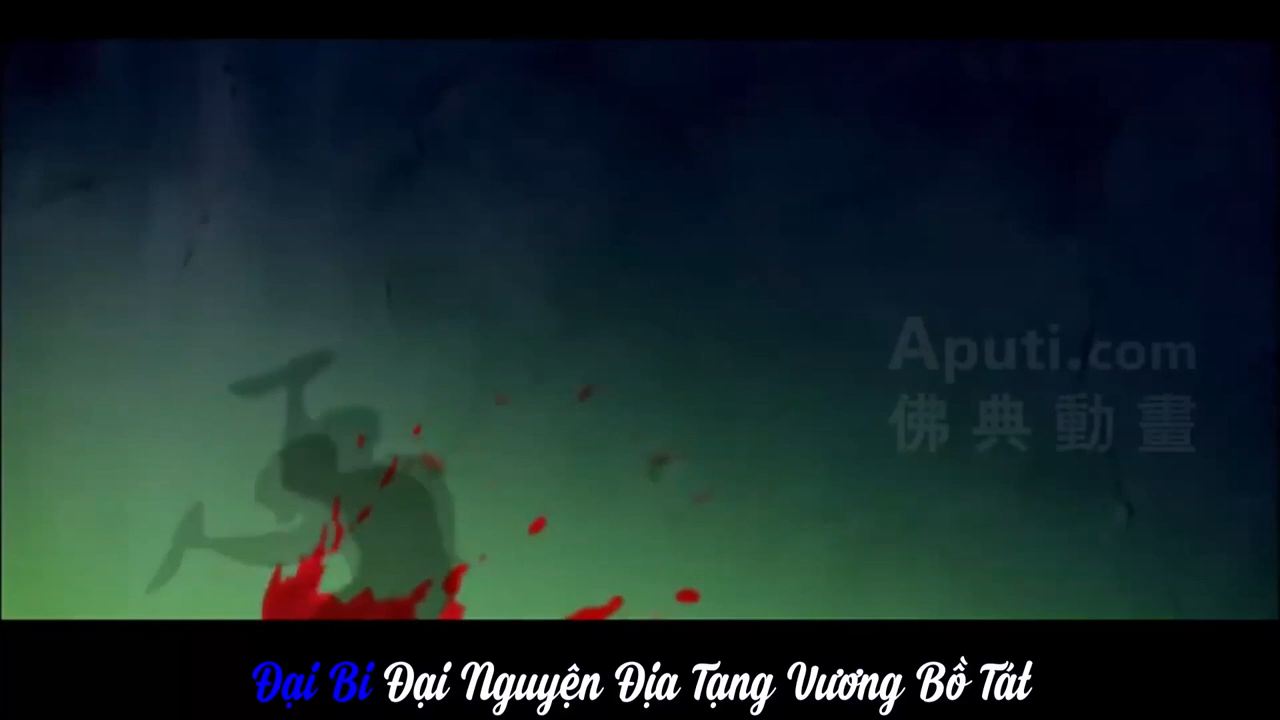 Aputi.com
佛典動畫
Đại Bi Đại Nguyện Địa Tạng Vương Bồ Tát